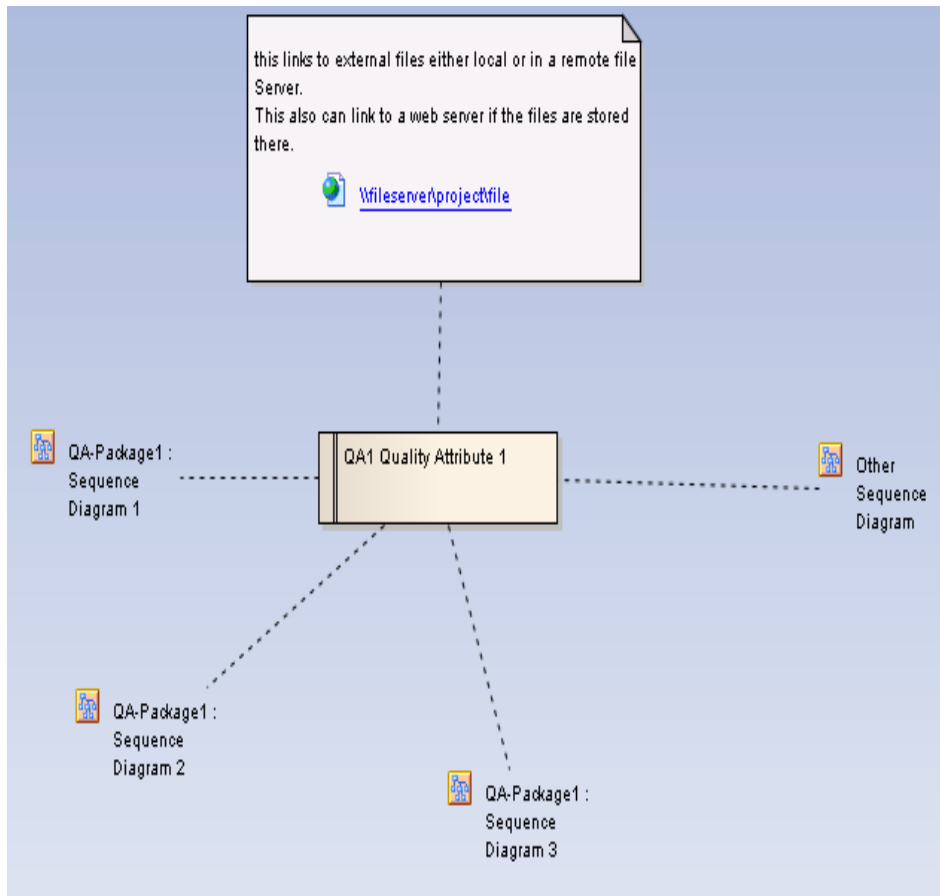 this links to external files either local or in a remote file
Server.
This also can link to a web server if the files are stored
there.
\\fileserver\project\file
QA-Package1 :
Sequence
Diagram 1
QA1 Quality Attribute 1
Other
Sequence
Diagram
QA-Package1 :
Sequence
Diagram 2
QA-Package1 :
Sequence
Diagram 3